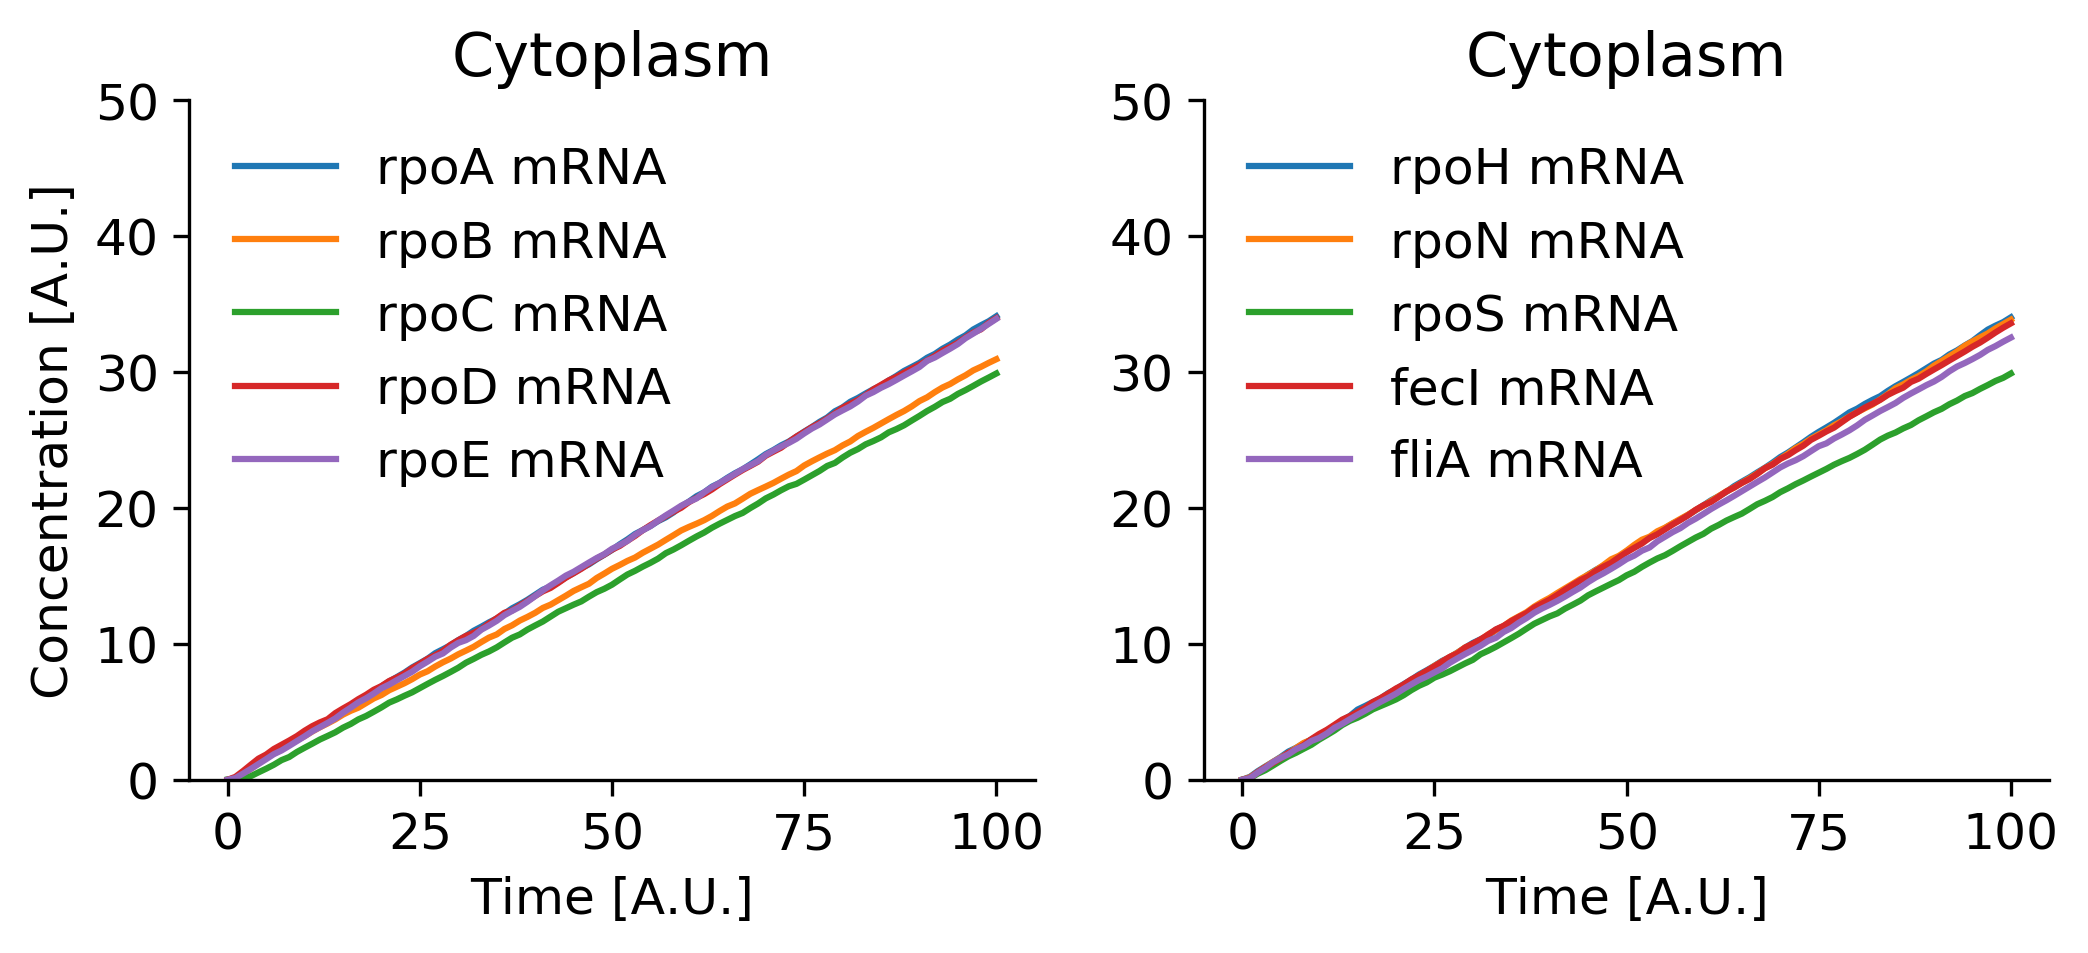 Cytoplasm
Concentration [A.U.]
50
40
30
20
10
0
rpoA mRNA
rpoB mRNA
rpoC mRNA
rpoD mRNA
rpoE mRNA
0 25 50 75 100
Time [A.U.]
Cytoplasm
50
40
30
20
10
0
rpoH mRNA
rpoN mRNA
rpoS mRNA
fecI mRNA
fliA mRNA
0 25 50 75 100
Time [A.U.]